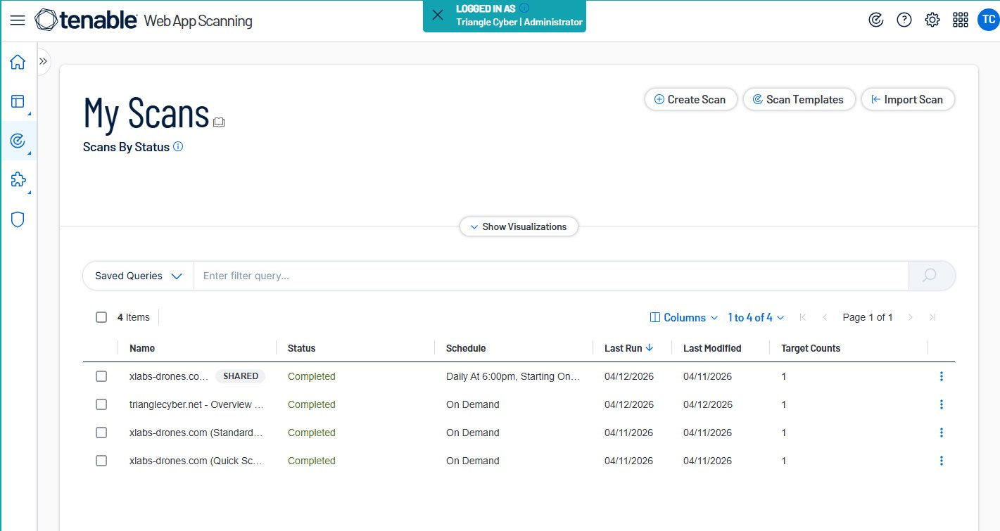 tenable Web App Scanning
LOGGED IN AS
Triangle Cyber | Administrator
TC
My Scans
Scans By Status
Create Scan
Scan Templates
Import Scan
Show Visualizations
Saved Queries
Enter filter query...
4 Items
Columns
1 to 4 of 4
Page 1 of 1
Name Status Schedule Last Run Last Modified Target Counts
xlabs-drones.co... SHARED Completed Daily At 6:00pm, Starting On... 04/12/2026 04/11/2026 1
trianglecyber.net - Overview ... Completed On Demand 04/12/2026 04/12/2026 1
xlabs-drones.com (Standard... Completed On Demand 04/11/2026 04/11/2026 1
xlabs-drones.com (Quick Sc... Completed On Demand 04/11/2026 04/11/2026 1